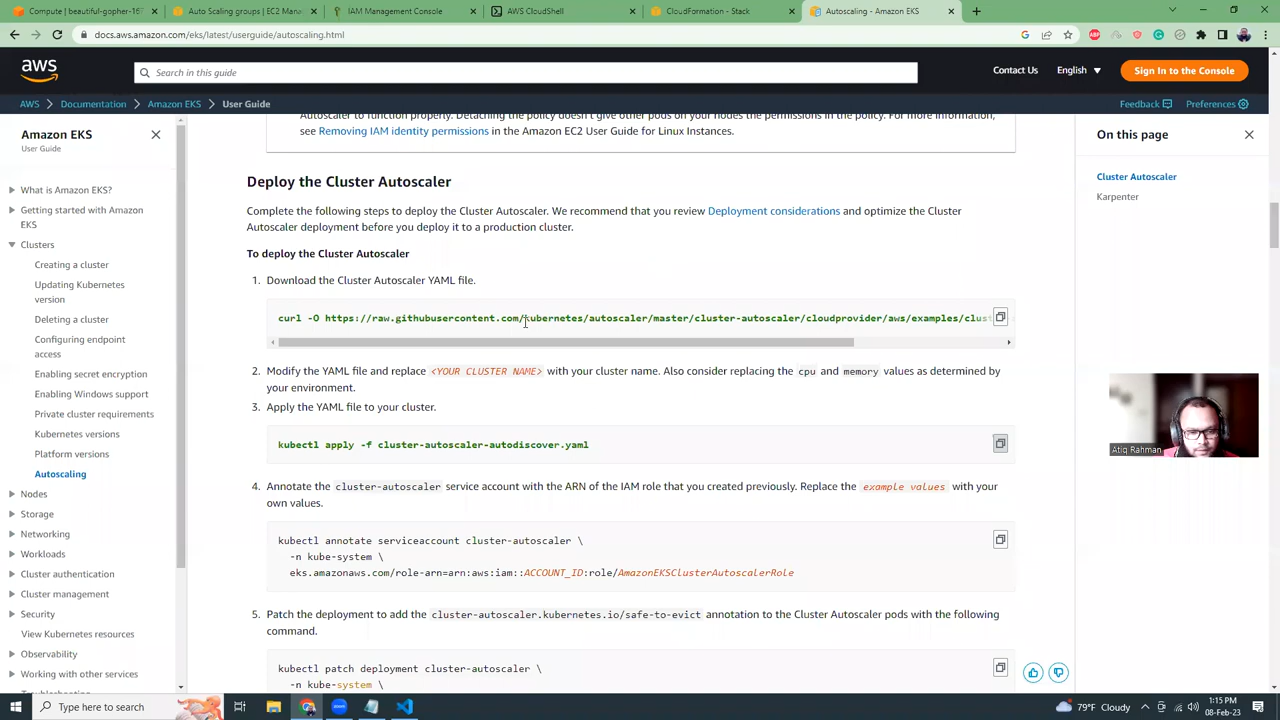 Compute | beautiful-gopher-16
Auto Scaling groups | EC2 Man
IAM Management Console
AWS CloudShell
CloudFormation - Stack
Autoscaling - Amazon EKS
docs.aws.amazon.com/eks/latest/userguide/autoscaling.html
aws
Search in this guide
Contact Us
English
Sign In to the Console
AWS
Documentation
Amazon EKS
User Guide
Feedback
Preferences
Amazon EKS
User Guide
What is Amazon EKS?
Getting started with Amazon
EKS
Clusters
Creating a cluster
Updating Kubernetes
version
Deleting a cluster
Configuring endpoint
access
Enabling secret encryption
Enabling Windows support
Private cluster requirements
Kubernetes versions
Platform versions
Autoscaling
Nodes
Storage
Networking
Workloads
Cluster authentication
Cluster management
Security
View Kubernetes resources
Observability
Working with other services
Troubleshooting
Autoscaler to function properly. Detaching the policy doesn't give other pods on your nodes the permissions in the policy. For more information,
see Removing IAM identity permissions in the Amazon EC2 User Guide for Linux Instances.
Deploy the Cluster Autoscaler
Complete the following steps to deploy the Cluster Autoscaler. We recommend that you review Deployment considerations and optimize the Cluster
Autoscaler deployment before you deploy it to a production cluster.
To deploy the Cluster Autoscaler
1. Download the Cluster Autoscaler YAML file.
curl -O https://raw.githubusercontent.com/kubernetes/autoscaler/master/cluster-autoscaler/cloudprovider/aws/examples/clust
2. Modify the YAML file and replace <YOUR CLUSTER NAME> with your cluster name. Also consider replacing the cpu and memory values as determined by
your environment.
3. Apply the YAML file to your cluster.
kubectl apply -f cluster-autoscaler-autodiscover.yaml
4. Annotate the cluster-autoscaler service account with the ARN of the IAM role that you created previously. Replace the example values with your
own values.
kubectl annotate serviceaccount cluster-autoscaler \
-n kube-system \
eks.amazonaws.com/role-arn=arn:aws:iam::ACCOUNT_ID:role/AmazonEKSClusterAutoscalerRole
5. Patch the deployment to add the cluster-autoscaler.kubernetes.io/safe-to-evict annotation to the Cluster Autoscaler pods with the following
command.
kubectl patch deployment cluster-autoscaler \
-n kube-system \
On this page
Cluster Autoscaler
Karpenter
Atiq Rahman
Type here to search
79°F Cloudy
1:15 PM
08-Feb-23